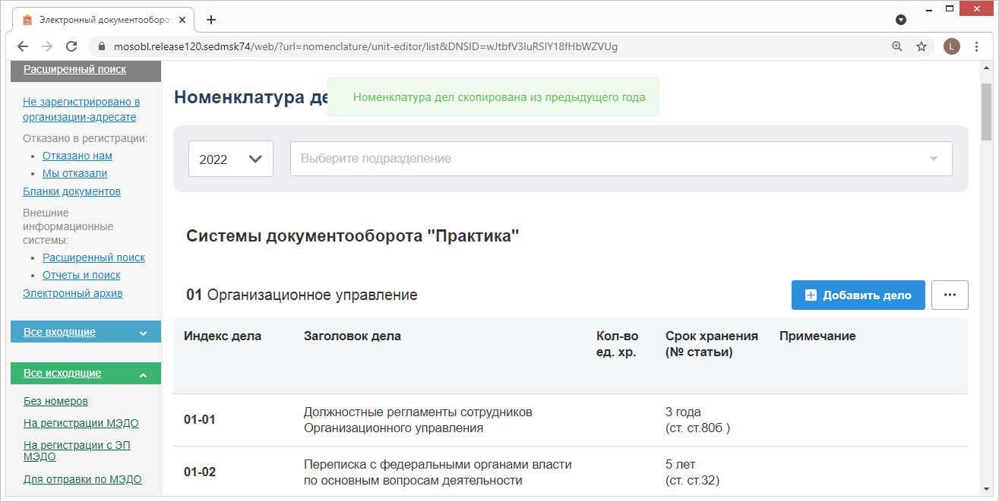 Электронный документооборо
mosobl.release120.sedmsk74/web/?url=nomenclature/unit-editor/list&DNSID=wJtbfV3IuRSIY18fHbWZVUg
L
Расширенный поиск
Не зарегистрировано в
организации-адресате
Отказано в регистрации:
• Отказано нам
• Мы отказали
Бланки документов
Внешние
информационные
системы:
• Расширенный поиск
• Отчеты и поиск
Электронный архив
Все входящие
Все исходящие
Без номеров
На регистрации МЭДО
На регистрации с ЭП
МЭДО
Для отправки по МЭДО
Номенклатура де
Номенклатура дел скопирована из предыдущего года
2022
Выберите подразделение
Системы документооборота "Практика"
01 Организационное управление
Добавить дело
...
Индекс дела Заголовок дела Кол-во Срок хранения Примечание
ед. хр. (№ статьи)
01-01 Должностные регламенты сотрудников 3 года
Организационного управления (ст. ст.80б )
01-02 Переписка с федеральными органами власти 5 лет
по основным вопросам деятельности (ст. ст.32)